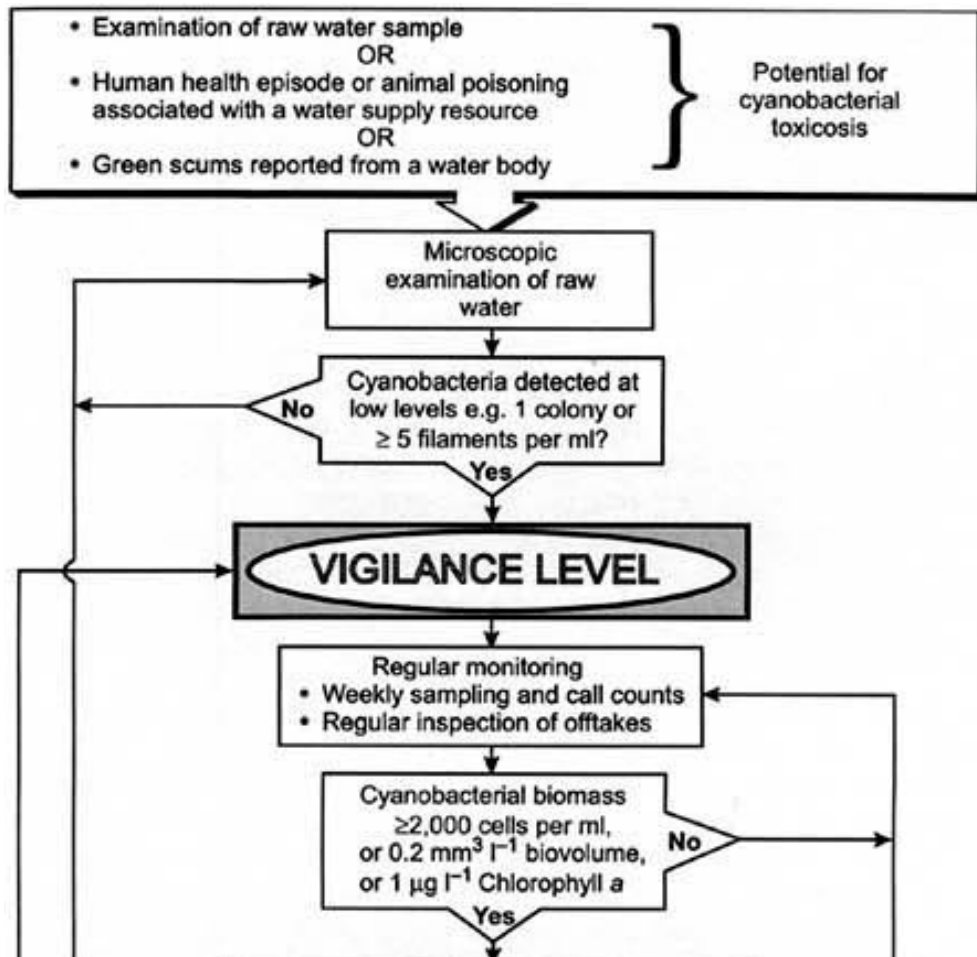 • Examination of raw water sample
OR
• Human health episode or animal poisoning
associated with a water supply resource
OR
• Green scums reported from a water body
Potential for
cyanobacterial
toxicosis
Microscopic
examination of raw
water
Cyanobacteria detected at
low levels e.g. 1 colony or
≥ 5 filaments per ml?
No
Yes
VIGILANCE LEVEL
Regular monitoring
• Weekly sampling and call counts
• Regular inspection of offtakes
Cyanobacterial biomass
≥2,000 cells per ml,
or 0.2 mm³ l⁻¹ biovolume,
or 1 µg l⁻¹ Chlorophyll a
No
Yes